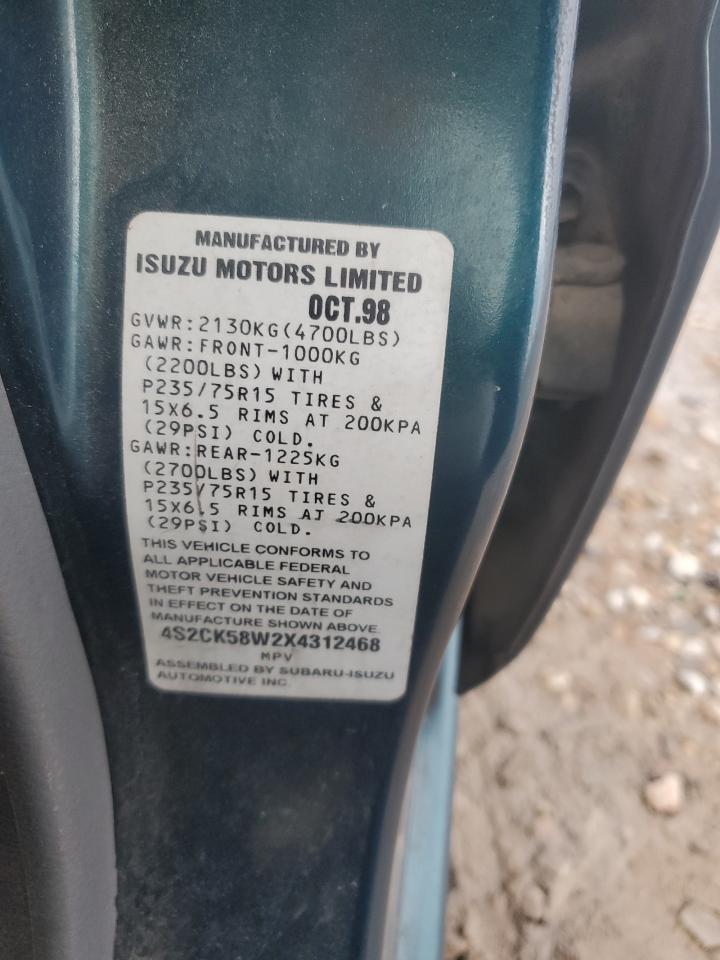 MANUFACTURED BY
ISUZU MOTORS LIMITED
OCT.98
GVWR:2130KG(4700LBS)
GAWR:FRONT-1000KG
(2200LBS) WITH
P235/75R15 TIRES &
15X6.5 RIMS AT 200KPA
(29PSI) COLD.
GAWR:REAR-1225KG
(2700LBS) WITH
P235/75R15 TIRES &
15X6.5 RIMS AT 200KPA
(29PSI) COLD.
THIS VEHICLE CONFORMS TO
ALL APPLICABLE FEDERAL
MOTOR VEHICLE SAFETY AND
THEFT PREVENTION STANDARDS
IN EFFECT ON THE DATE OF
MANUFACTURE SHOWN ABOVE.
4S2CK58W2X4312468
MPV
ASSEMBLED BY SUBARU-ISUZU
AUTOMOTIVE INC.